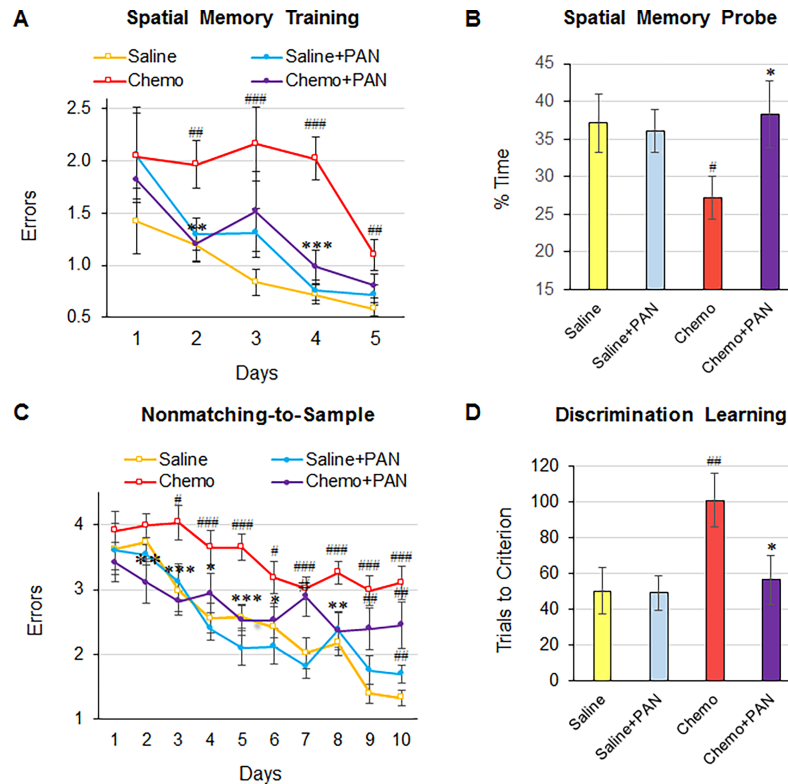 A Spatial Memory Training
Saline Saline+PAN
Chemo Chemo+PAN
Errors
2.5
2.0
1.5
1.0
0.5
## ### ### ##
** ***
1 2 3 4 5
Days
B Spatial Memory Probe
% Time
45
40
35
30
25
20
15
# *
Saline Saline+PAN Chemo Chemo+PAN
C Nonmatching-to-Sample
Saline Saline+PAN
Chemo Chemo+PAN
Errors
4
3
2
1
# ### ### # ### ### ### ###
** *** * *** * # ** ## ##
##
1 2 3 4 5 6 7 8 9 10
Days
D Discrimination Learning
Trials to Criterion
120
100
80
60
40
20
0
## *
Saline Saline+PAN Chemo Chemo+PAN